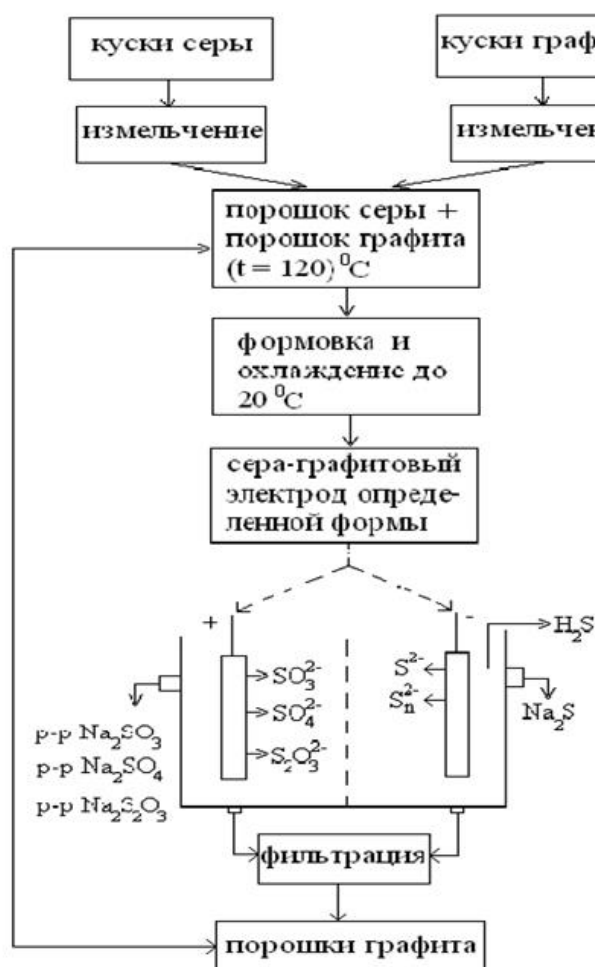 куски серы
куски граф
измельчение
измельчен
порошок серы +
порошок графита
(t = 120) ⁰C
формовка и
охлаждение до
20 ⁰C
сера-графитовый
электрод опреде-
ленной формы
+
-
H₂S
SO₃²⁻
S²⁻
SO₄²⁻
Sₙ²⁻
Na₂S
S₂O₃²⁻
р-р Na₂SO₃
р-р Na₂SO₄
р-р Na₂S₂O₃
фильтрация
порошки графита